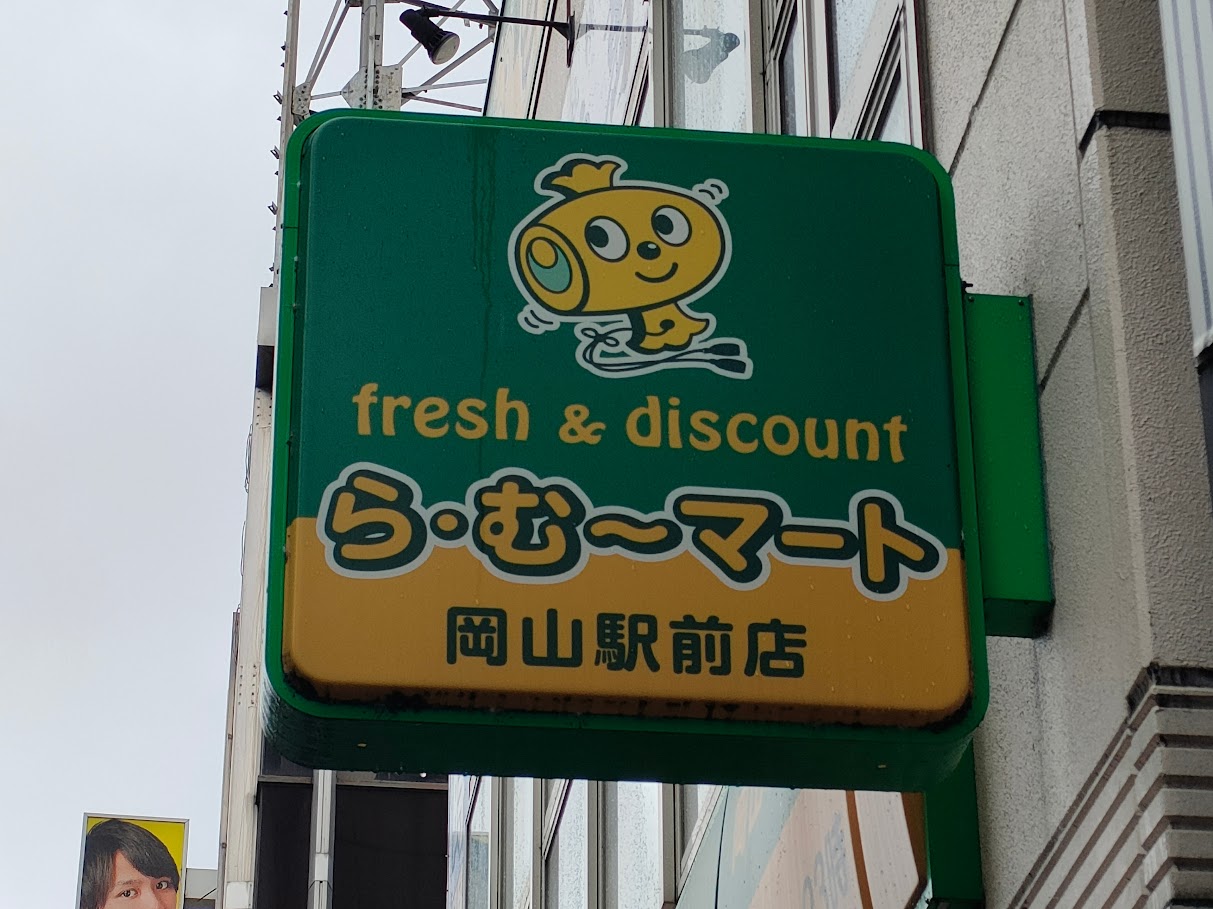 fresh & discount
ら・む〜マート
岡山駅前店